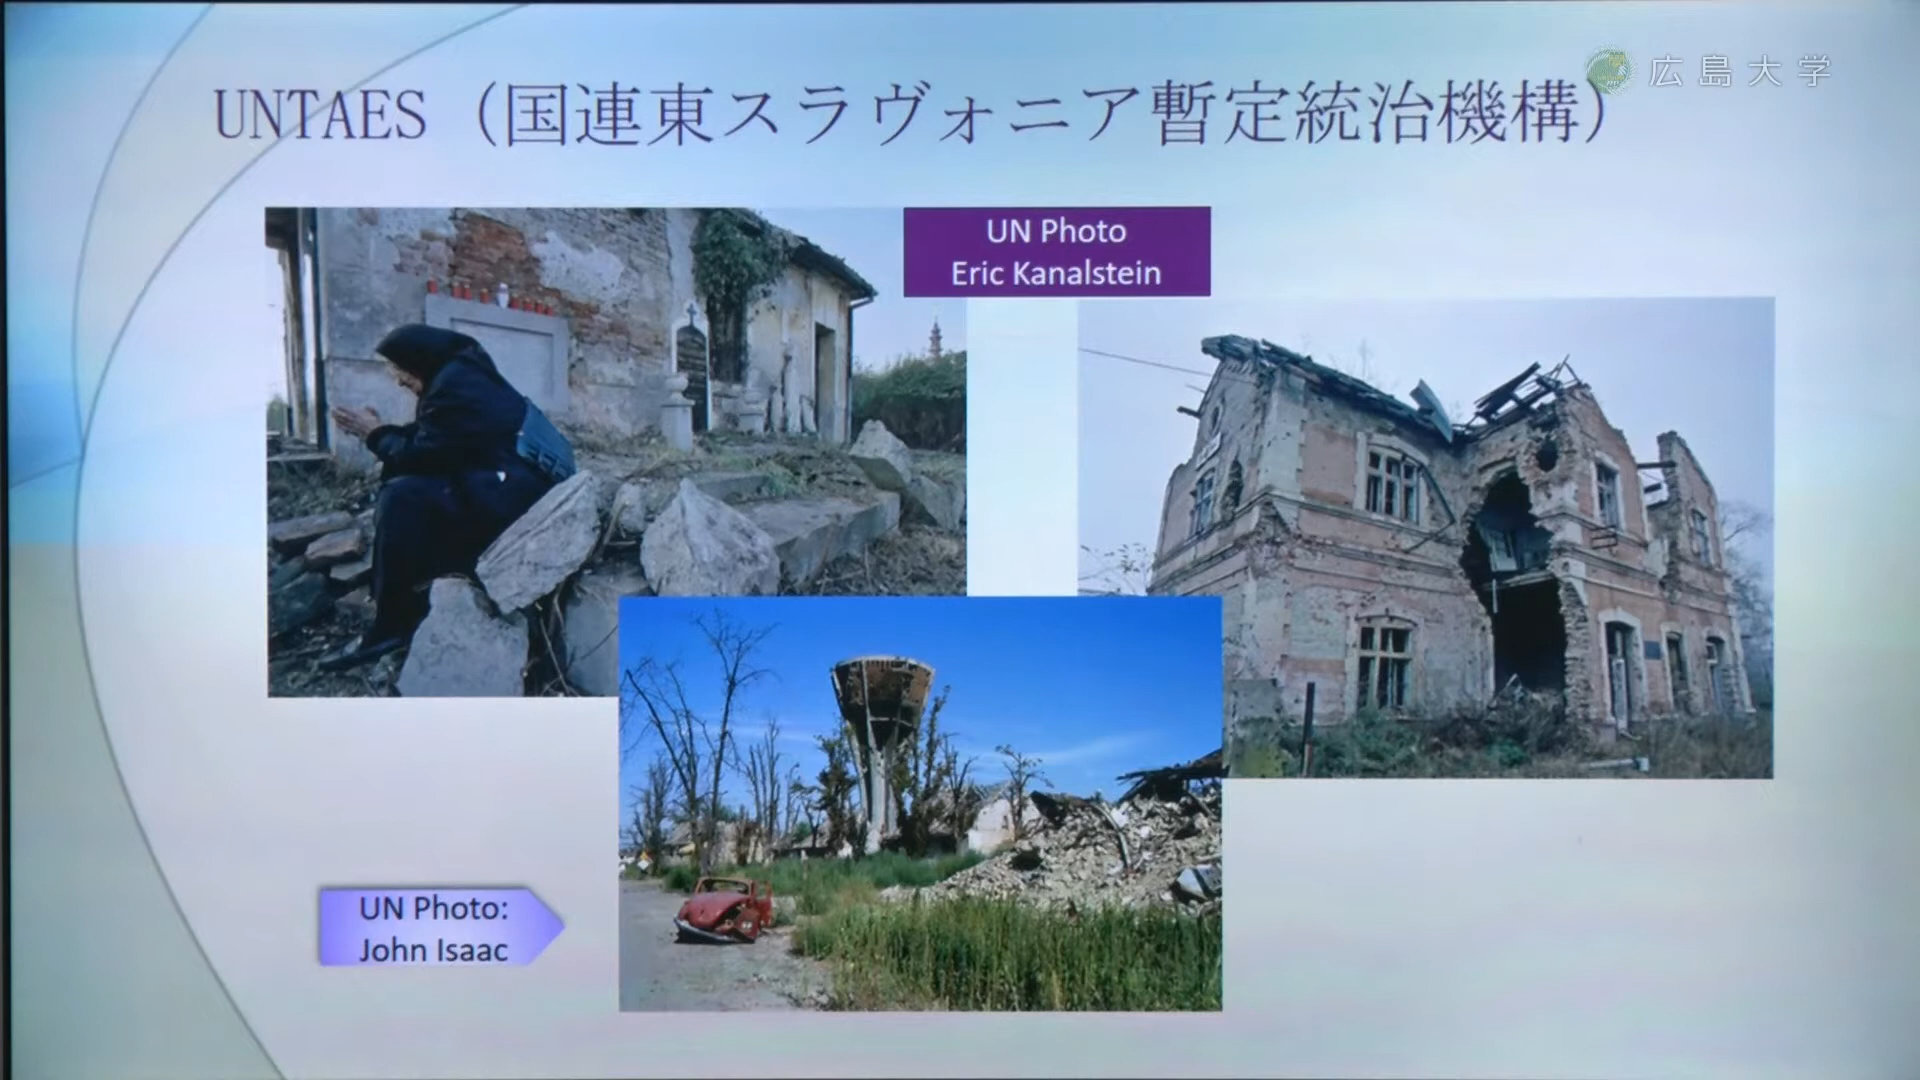 広島大学
UNTAES（国連東スラヴォニア暫定統治機構）
UN Photo
Eric Kanalstein
UN Photo:
John Isaac